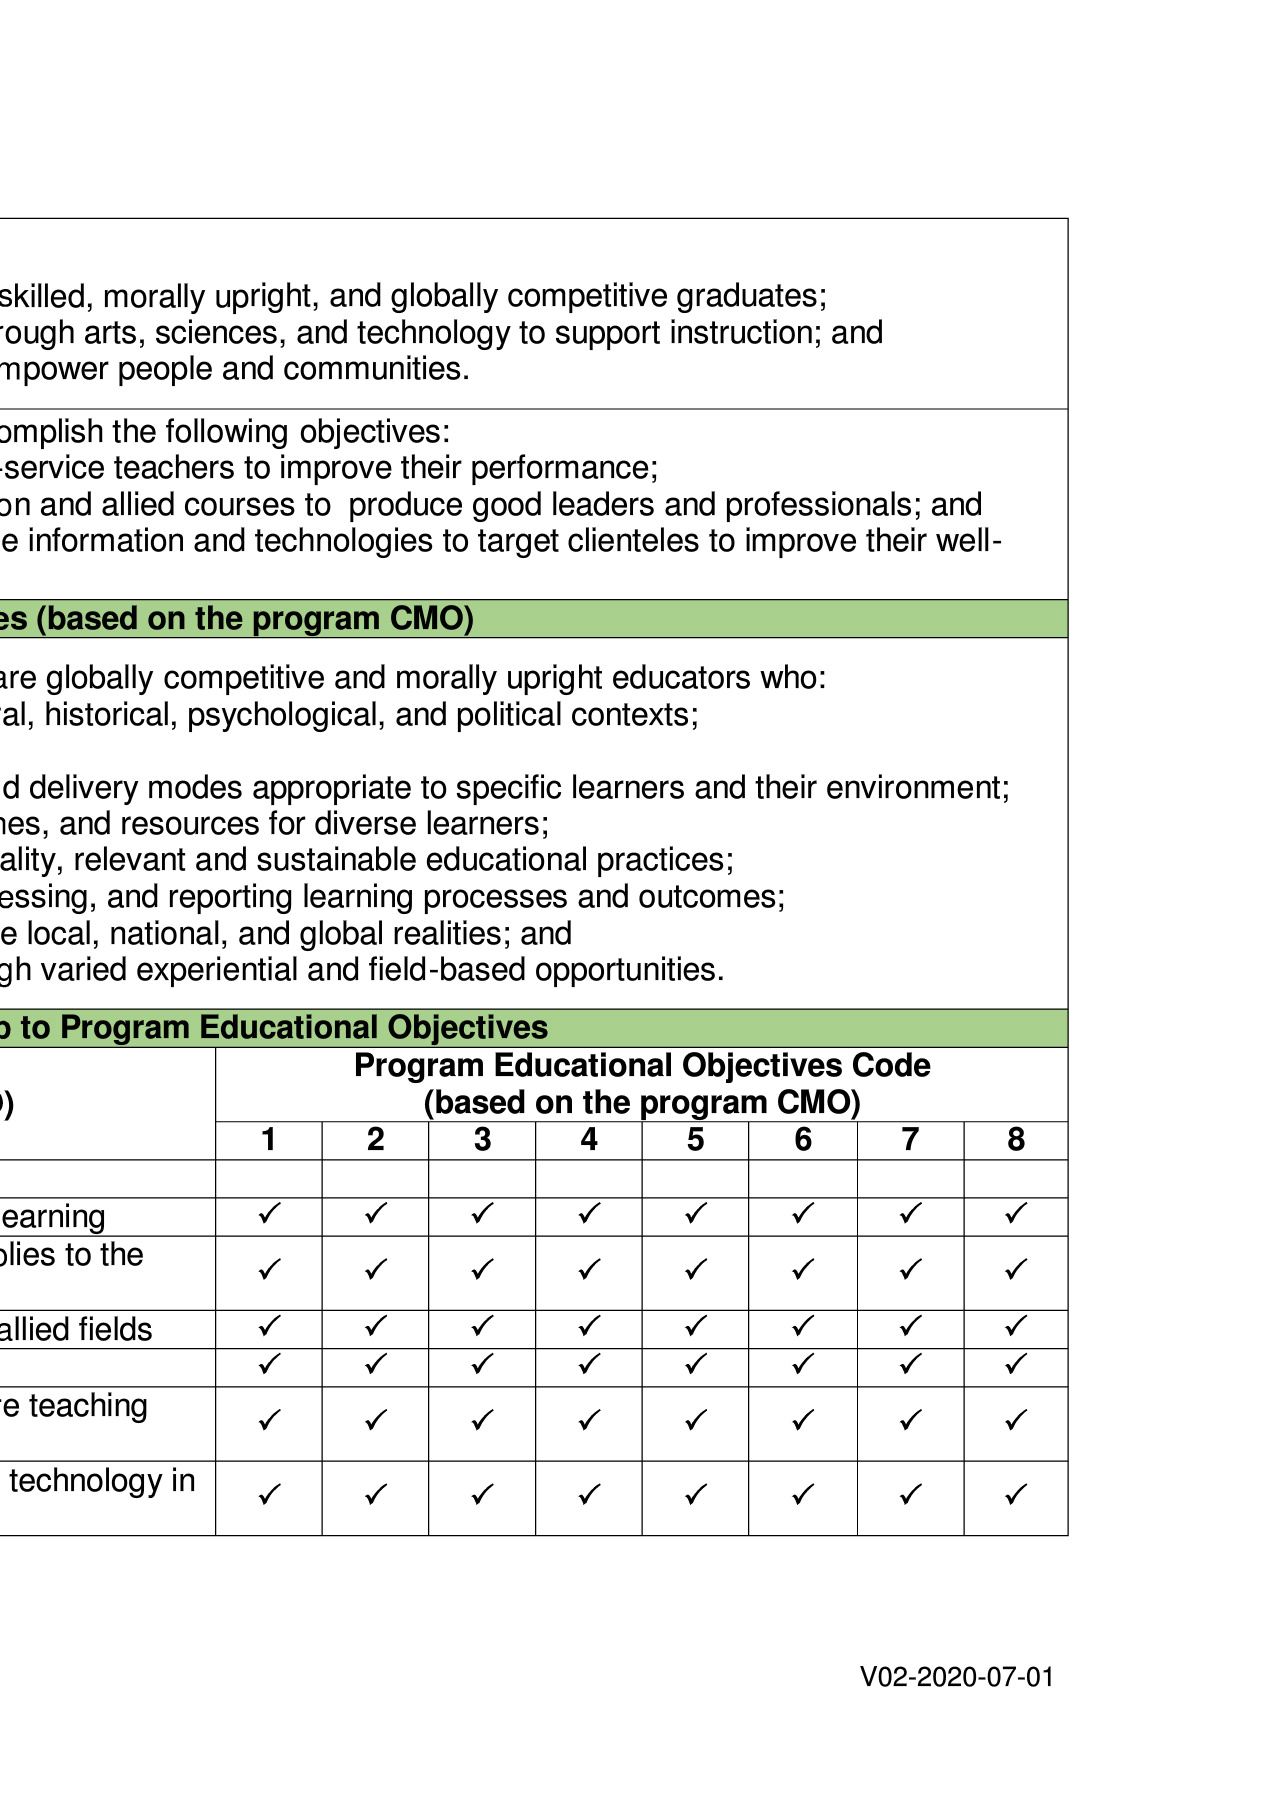 skilled, morally upright, and globally competitive graduates;
rough arts, sciences, and technology to support instruction; and
mpower people and communities.
omplish the following objectives:
-service teachers to improve their performance;
on and allied courses to  produce good leaders and professionals; and
e information and technologies to target clienteles to improve their well-
es (based on the program CMO)
are globally competitive and morally upright educators who:
ral, historical, psychological, and political contexts;
d delivery modes appropriate to specific learners and their environment;
nes, and resources for diverse learners;
ality, relevant and sustainable educational practices;
essing, and reporting learning processes and outcomes;
e local, national, and global realities; and
gh varied experiential and field-based opportunities.
p to Program Educational Objectives
Program Educational Objectives Code
O) (based on the program CMO)
1 2 3 4 5 6 7 8
earning ✓ ✓ ✓ ✓ ✓ ✓ ✓ ✓
plies to the
✓ ✓ ✓ ✓ ✓ ✓ ✓ ✓
allied fields ✓ ✓ ✓ ✓ ✓ ✓ ✓ ✓
✓ ✓ ✓ ✓ ✓ ✓ ✓ ✓
re teaching
✓ ✓ ✓ ✓ ✓ ✓ ✓ ✓
technology in
✓ ✓ ✓ ✓ ✓ ✓ ✓ ✓
V02-2020-07-01